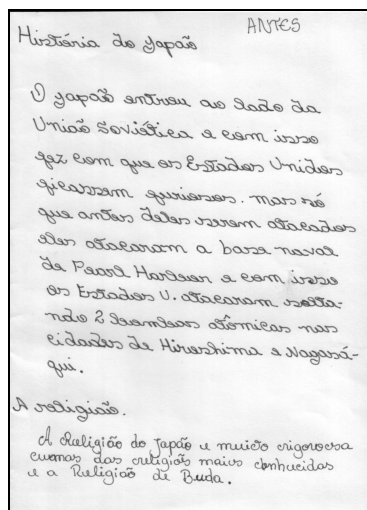 ANTES
História do Japão
O Japão entrou ao lado da
União Soviética e com isso
fez com que os Estados Unidos
ficassem furiosos. mas só
que antes deles serem atacados
eles atacaram a base naval
de Pearl Harbor e com isso
os Estados U. atacaram solta-
ndo 2 bombas atômicas nas
cidades de Hiroshima e Nagasá-
qui.
A religião.
A Religião do Japão e muito rigorosa
e umas das religiões mais conhecidas
e a Religião de Buda.